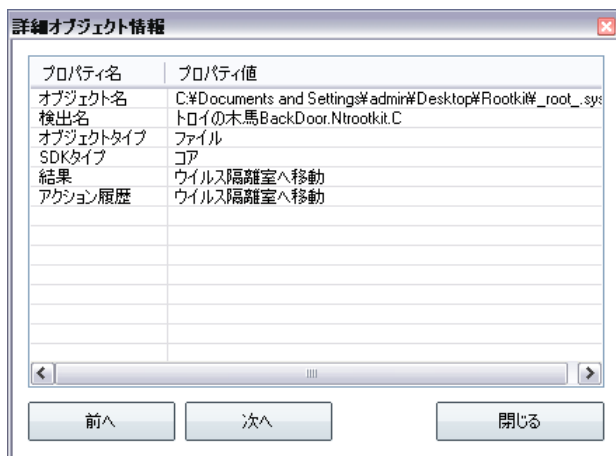 詳細オブジェクト情報
プロパティ名 プロパティ値
オブジェクト名 C:¥Documents and Settings¥admin¥Desktop¥Rootkit¥_root_.sys
検出名 トロイの木馬BackDoor.Ntrootkit.C
オブジェクトタイプ ファイル
SDKタイプ コア
結果 ウイルス隔離室へ移動
アクション履歴 ウイルス隔離室へ移動
前へ 次へ 閉じる